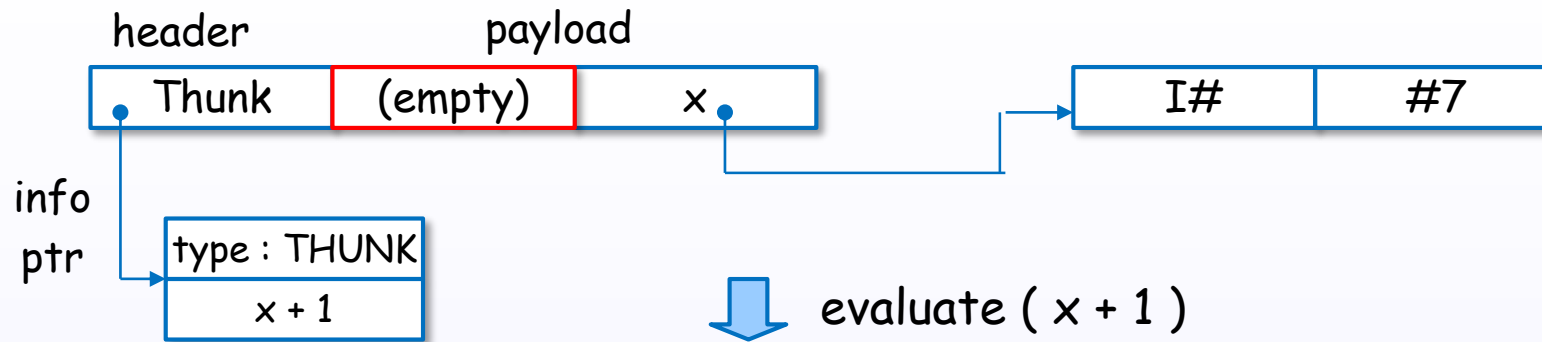 header payload
Thunk (empty) x I# #7
info
ptr
type : THUNK
x + 1
evaluate ( x + 1 )